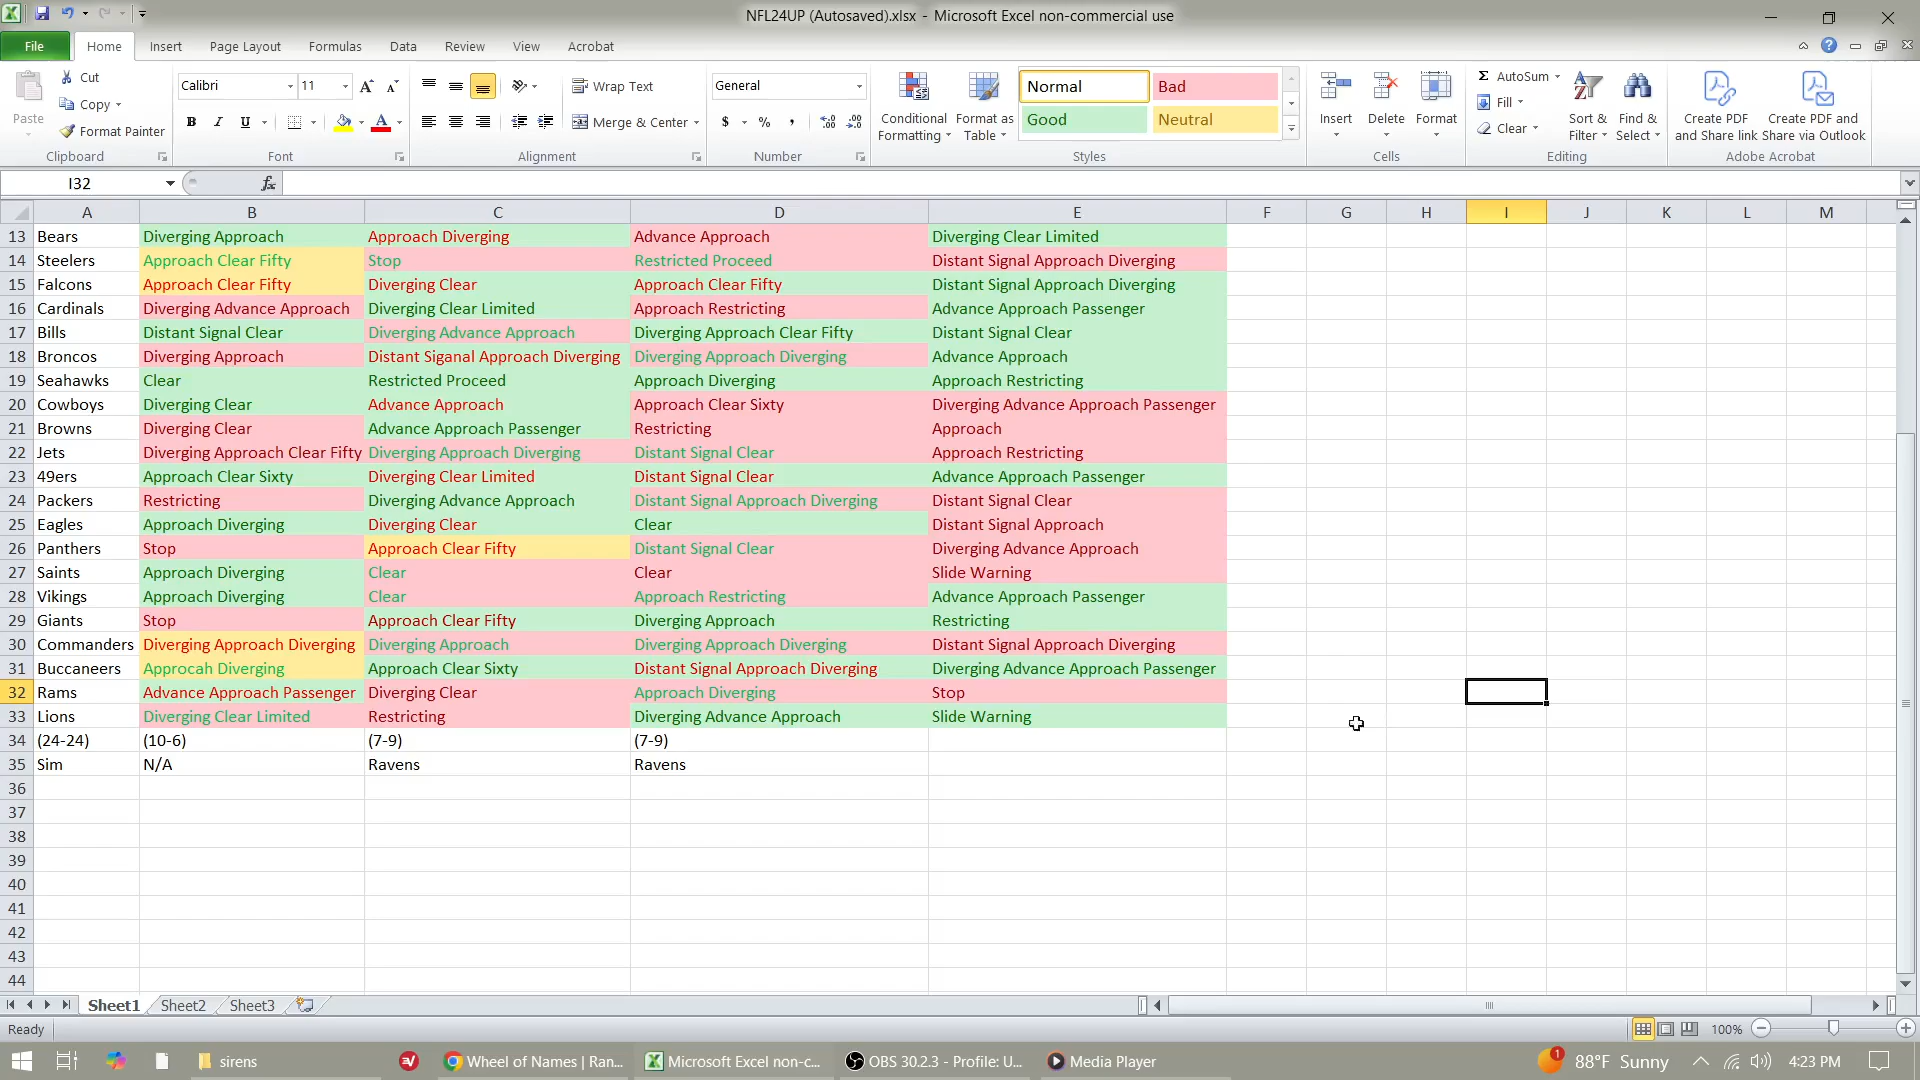 NFL24UP (Autosaved).xlsx - Microsoft Excel non-commercial use
File Home Insert Page Layout Formulas Data Review View Acrobat
Paste Cut Copy Format Painter Clipboard
Calibri 11 A A B I U A Font
Wrap Text Merge & Center Alignment
General $ % , Number
Conditional Formatting Format as Table Normal Bad Good Neutral Styles
Insert Delete Format Cells
Σ AutoSum Fill Clear Sort & Filter Find & Select Editing
Create PDF and Share link Create PDF and Share via Outlook Adobe Acrobat
I32 fx
A B C D E F G H I J K L M
13 Bears Diverging Approach Approach Diverging Advance Approach Diverging Clear Limited
14 Steelers Approach Clear Fifty Stop Restricted Proceed Distant Signal Approach Diverging
15 Falcons Approach Clear Fifty Diverging Clear Approach Clear Fifty Distant Signal Approach Diverging
16 Cardinals Diverging Advance Approach Diverging Clear Limited Approach Restricting Advance Approach Passenger
17 Bills Distant Signal Clear Diverging Advance Approach Diverging Approach Clear Fifty Distant Signal Clear
18 Broncos Diverging Approach Distant Siganal Approach Diverging Diverging Approach Diverging Advance Approach
19 Seahawks Clear Restricted Proceed Approach Diverging Approach Restricting
20 Cowboys Diverging Clear Advance Approach Approach Clear Sixty Diverging Advance Approach Passenger
21 Browns Diverging Clear Advance Approach Passenger Restricting Approach
22 Jets Diverging Approach Clear Fifty Diverging Approach Diverging Distant Signal Clear Approach Restricting
23 49ers Approach Clear Sixty Diverging Clear Limited Distant Signal Clear Advance Approach Passenger
24 Packers Restricting Diverging Advance Approach Distant Signal Approach Diverging Distant Signal Clear
25 Eagles Approach Diverging Diverging Clear Clear Distant Signal Approach
26 Panthers Stop Approach Clear Fifty Distant Signal Clear Diverging Advance Approach
27 Saints Approach Diverging Clear Clear Slide Warning
28 Vikings Approach Diverging Clear Approach Restricting Advance Approach Passenger
29 Giants Stop Approach Clear Fifty Diverging Approach Restricting
30 Commanders Diverging Approach Diverging Diverging Approach Diverging Approach Diverging Distant Signal Approach Diverging
31 Buccaneers Approcah Diverging Approach Clear Sixty Distant Signal Approach Diverging Diverging Advance Approach Passenger
32 Rams Advance Approach Passenger Diverging Clear Approach Diverging Stop
33 Lions Diverging Clear Limited Restricting Diverging Advance Approach Slide Warning
34 (24-24) (10-6) (7-9) (7-9)
35 Sim N/A Ravens Ravens
36
37
38
39
40
41
42
43
44
Sheet1 Sheet2 Sheet3
Ready 100%
sirens Wheel of Names | Ran... Microsoft Excel non-c... OBS 30.2.3 - Profile: U... Media Player 1 88°F Sunny 4:23 PM